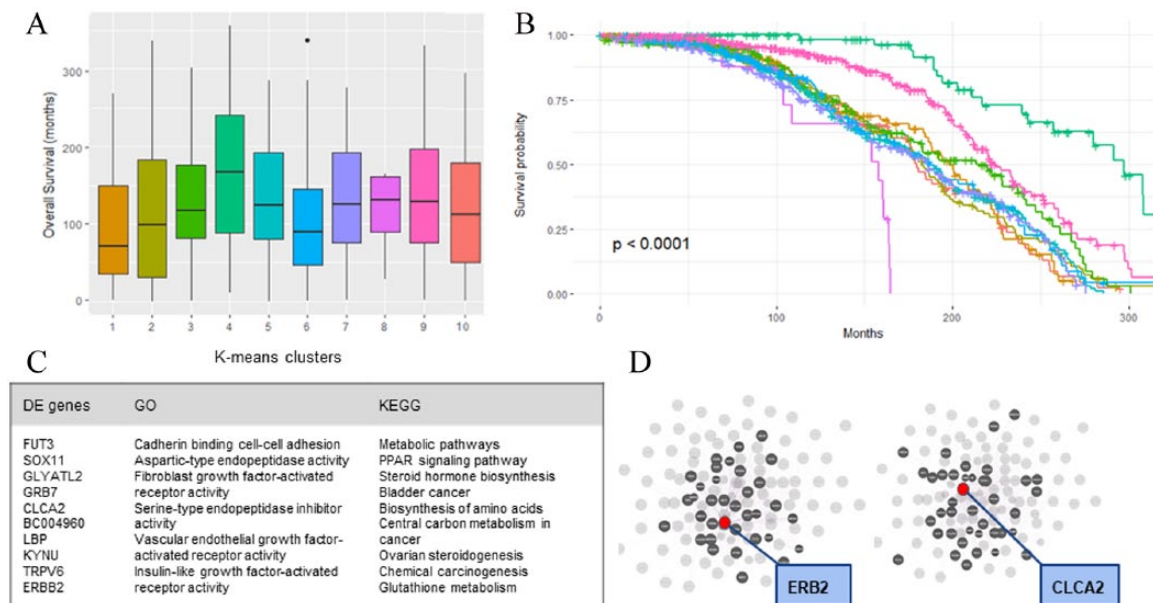 A
Overall Survival (months)
300
200
100
0
1 2 3 4 5 6 7 8 9 10
K-means clusters
B
Survival probability
1.00
0.75
0.50
0.25
0.00
p < 0.0001
0 100 200 300
Months
C
DE genes GO KEGG
FUT3 Cadherin binding cell-cell adhesion Metabolic pathways
SOX11 Aspartic-type endopeptidase activity PPAR signaling pathway
GLYATL2 Fibroblast growth factor-activated Steroid hormone biosynthesis
GRB7 receptor activity Bladder cancer
CLCA2 Serine-type endopeptidase inhibitor Biosynthesis of amino acids
BC004960 activity Central carbon metabolism in
LBP Vascular endothelial growth factor- cancer
KYNU activated receptor activity Ovarian steroidogenesis
TRPV6 Insulin-like growth factor-activated Chemical carcinogenesis
ERBB2 receptor activity Glutathione metabolism
D
ERB2
CLCA2